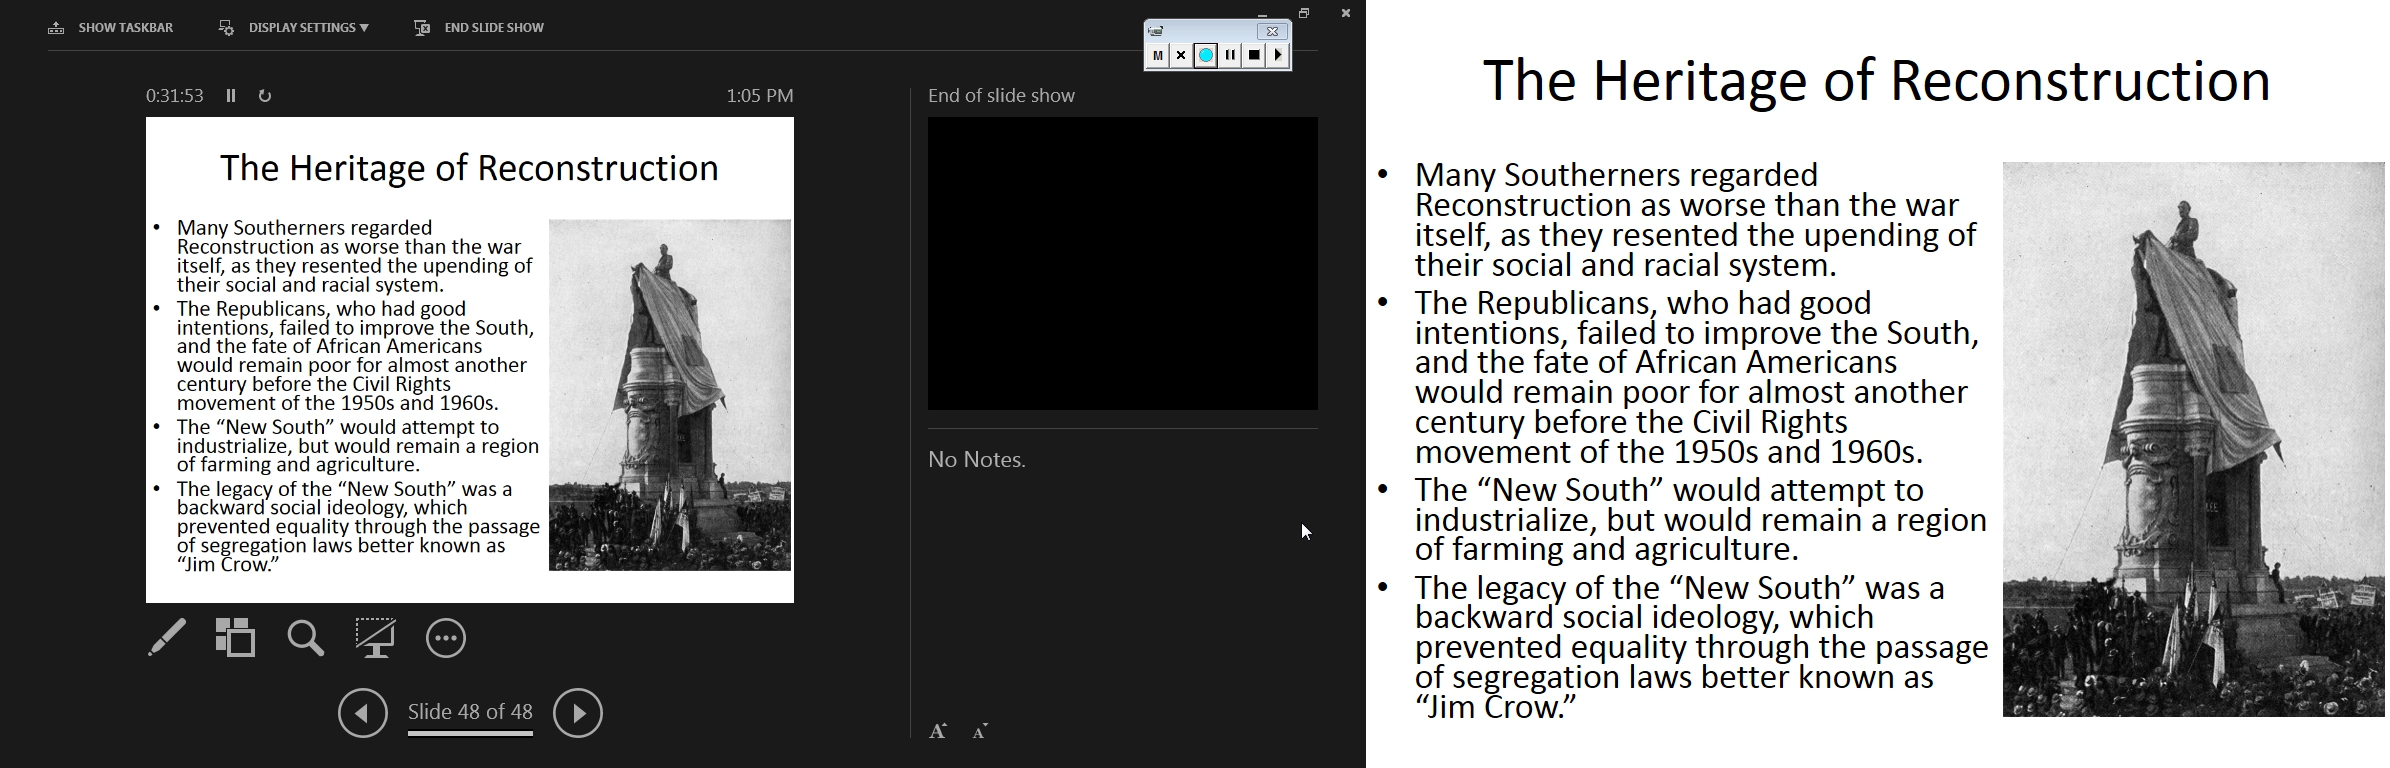 SHOW TASKBAR
DISPLAY SETTINGS ▼
END SLIDE SHOW
M
0:31:53
1:05 PM
The Heritage of Reconstruction
• Many Southerners regarded
Reconstruction as worse than the war
itself, as they resented the upending of
their social and racial system.
• The Republicans, who had good
intentions, failed to improve the South,
and the fate of African Americans
would remain poor for almost another
century before the Civil Rights
movement of the 1950s and 1960s.
• The “New South” would attempt to
industrialize, but would remain a region
of farming and agriculture.
• The legacy of the “New South” was a
backward social ideology, which
prevented equality through the passage
of segregation laws better known as
“Jim Crow.”
Slide 48 of 48
End of slide show
No Notes.
A A
The Heritage of Reconstruction
• Many Southerners regarded
Reconstruction as worse than the war
itself, as they resented the upending of
their social and racial system.
• The Republicans, who had good
intentions, failed to improve the South,
and the fate of African Americans
would remain poor for almost another
century before the Civil Rights
movement of the 1950s and 1960s.
• The “New South” would attempt to
industrialize, but would remain a region
of farming and agriculture.
• The legacy of the “New South” was a
backward social ideology, which
prevented equality through the passage
of segregation laws better known as
“Jim Crow.”